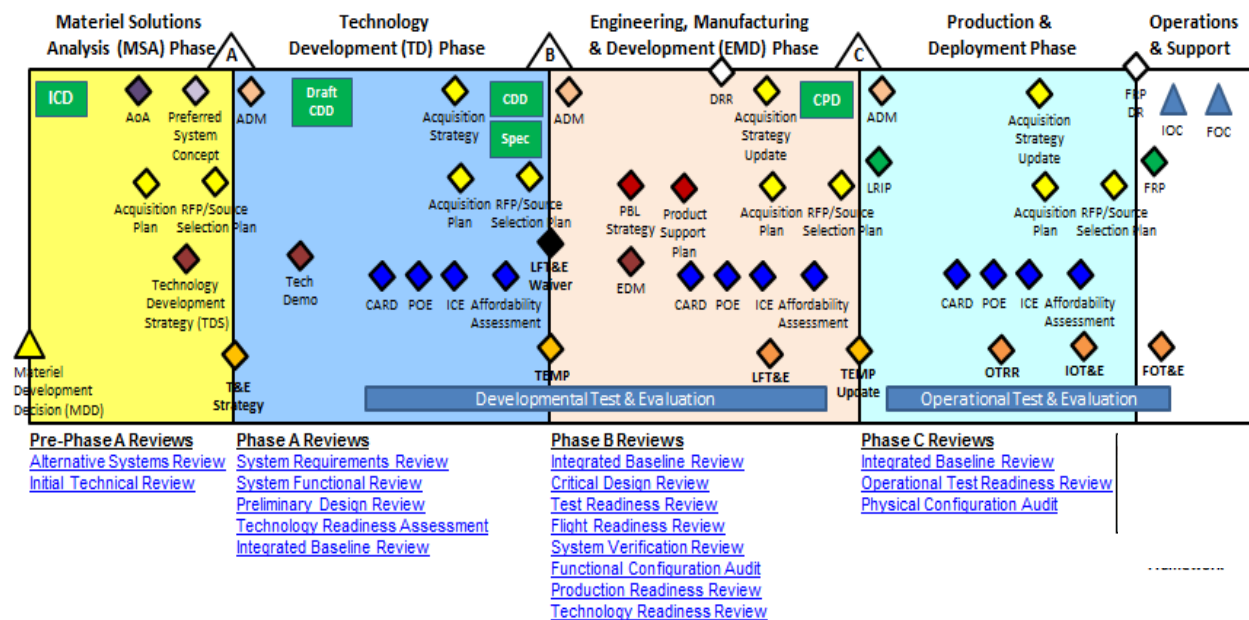 Materiel Solutions
Analysis (MSA) Phase
A
Technology
Development (TD) Phase
B
Engineering, Manufacturing
& Development (EMD) Phase
C
Production &
Deployment Phase
Operations
& Support
ICD
AoA
Preferred
System
Concept
Acquisition
Plan
RFP/Source
Selection Plan
Technology
Development
Strategy (TDS)
Materiel
Development
Decision (MDD)
ADM
Draft
CDD
Acquisition
Strategy
CDD
Spec
Acquisition
Plan
RFP/Source
Selection Plan
Tech
Demo
CARD
POE
ICE
Affordability
Assessment
LFT&E
Waiver
T&E
Strategy
TEMP
Developmental Test & Evaluation
ADM
DRR
Acquisition
Strategy
Update
CPD
PBL
Strategy
Product
Support
Plan
Acquisition
Plan
RFP/Source
Selection Plan
EDM
CARD
POE
ICE
Affordability
Assessment
LFT&E
TEMP
Update
ADM
LRIP
Acquisition
Strategy
Update
Acquisition
Plan
RFP/Source
Selection Plan
CARD
POE
ICE
Affordability
Assessment
OTRR
IOT&E
Operational Test & Evaluation
FRP
DR
IOC
FOC
FRP
FOT&E
Pre-Phase A Reviews
Alternative Systems Review
Initial Technical Review
Phase A Reviews
System Requirements Review
System Functional Review
Preliminary Design Review
Technology Readiness Assessment
Integrated Baseline Review
Phase B Reviews
Integrated Baseline Review
Critical Design Review
Test Readiness Review
Flight Readiness Review
System Verification Review
Functional Configuration Audit
Production Readiness Review
Technology Readiness Review
Phase C Reviews
Integrated Baseline Review
Operational Test Readiness Review
Physical Configuration Audit